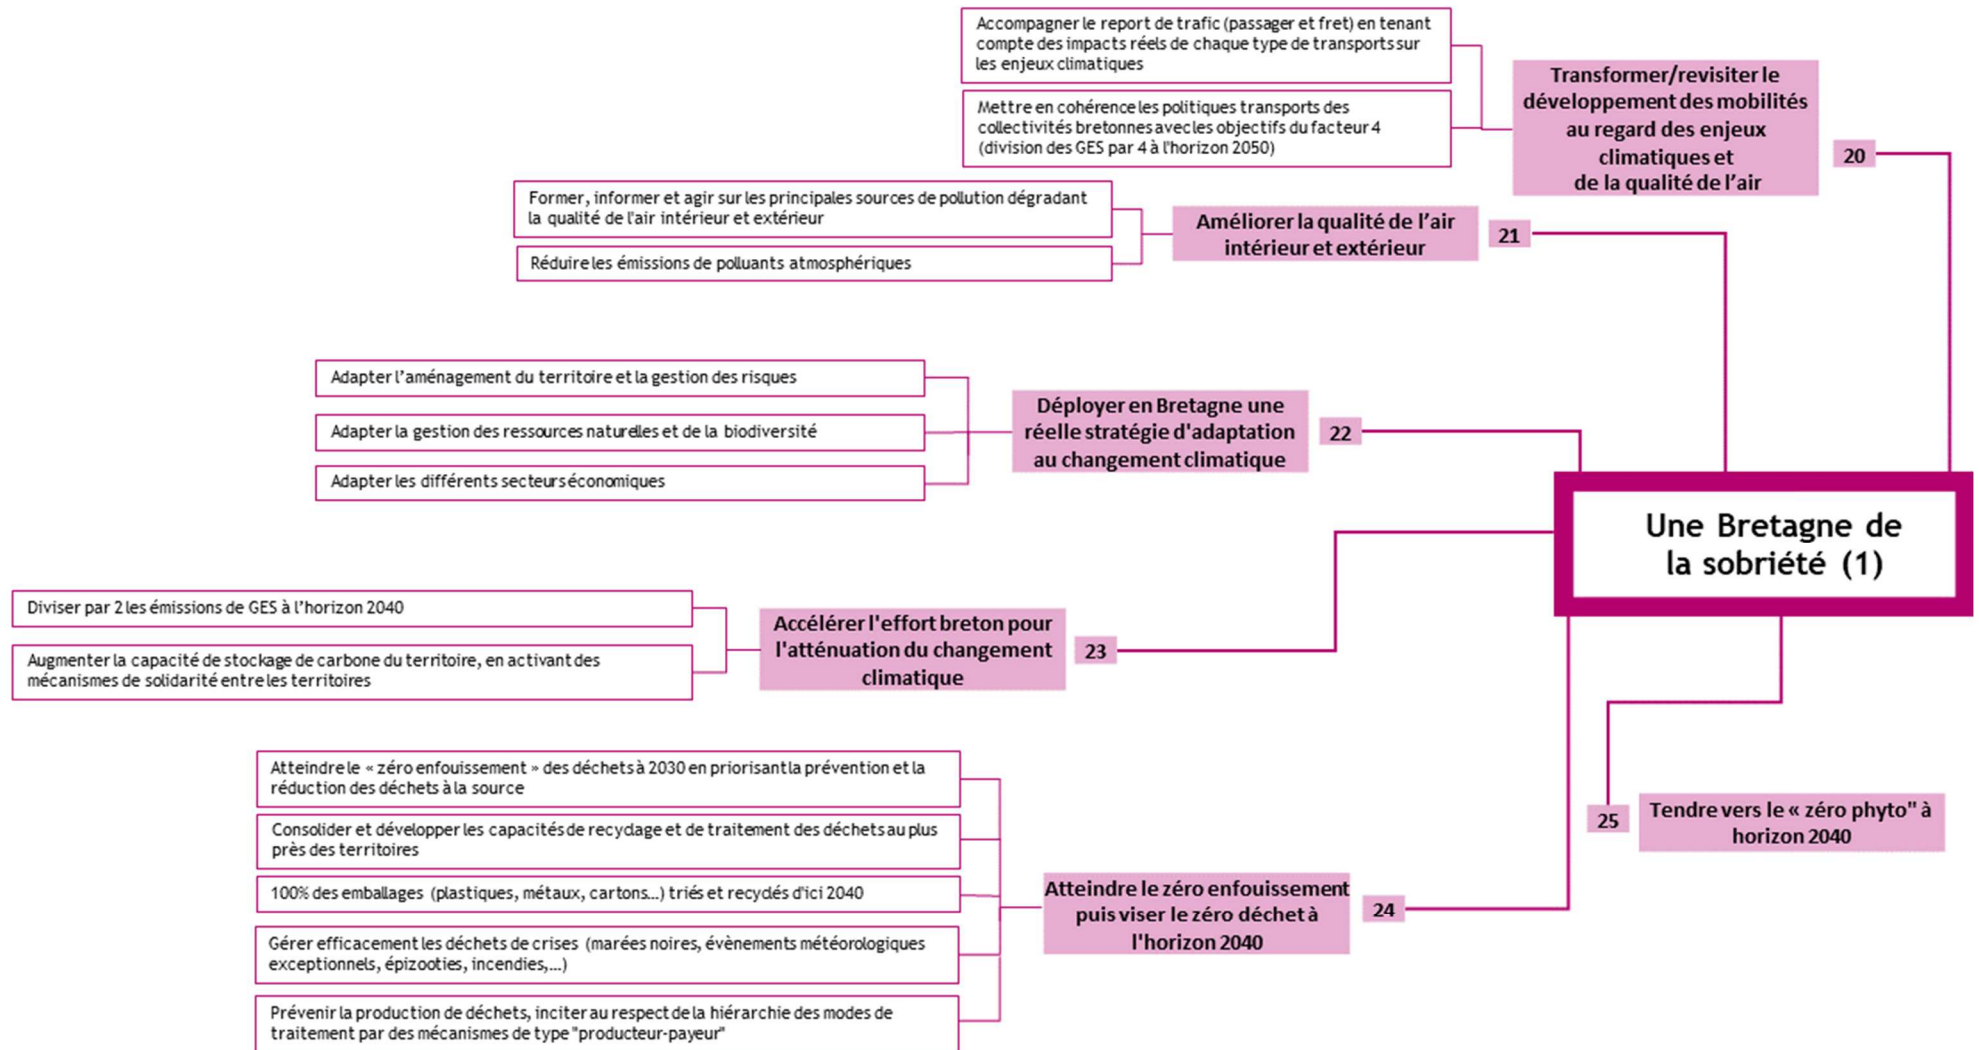 Accompagner le report de trafic (passager et fret) en tenant
compte des impacts réels de chaque type de transports sur
les enjeux climatiques
Mettre en cohérence les politiques transports des
collectivités bretonnes avec les objectifs du facteur 4
(division des GES par 4 à l'horizon 2050)
Transformer/revisiter le
développement des mobilités
au regard des enjeux
climatiques et
de la qualité de l’air
20
Former, informer et agir sur les principales sources de pollution dégradant
la qualité de l'air intérieur et extérieur
Réduire les émissions de polluants atmosphériques
Améliorer la qualité de l’air
intérieur et extérieur
21
Adapter l’aménagement du territoire et la gestion des risques
Adapter la gestion des ressources naturelles et de la biodiversité
Adapter les différents secteurs économiques
Déployer en Bretagne une
réelle stratégie d'adaptation
au changement climatique
22
Une Bretagne de
la sobriété (1)
Diviser par 2 les émissions de GES à l’horizon 2040
Augmenter la capacité de stockage de carbone du territoire, en activant des
mécanismes de solidarité entre les territoires
Accélérer l'effort breton pour
l'atténuation du changement
climatique
23
Atteindre le « zéro enfouissement » des déchets à 2030 en priorisant la prévention et la
réduction des déchets à la source
Consolider et développer les capacités de recyclage et de traitement des déchets au plus
près des territoires
100% des emballages (plastiques, métaux, cartons…) triés et recyclés d'ici 2040
Gérer efficacement les déchets de crises (marées noires, évènements météorologiques
exceptionnels, épizooties, incendies,…)
Prévenir la production de déchets, inciter au respect de la hiérarchie des modes de
traitement par des mécanismes de type "producteur-payeur"
Atteindre le zéro enfouissement
puis viser le zéro déchet à
l'horizon 2040
24
25
Tendre vers le « zéro phyto" à
horizon 2040